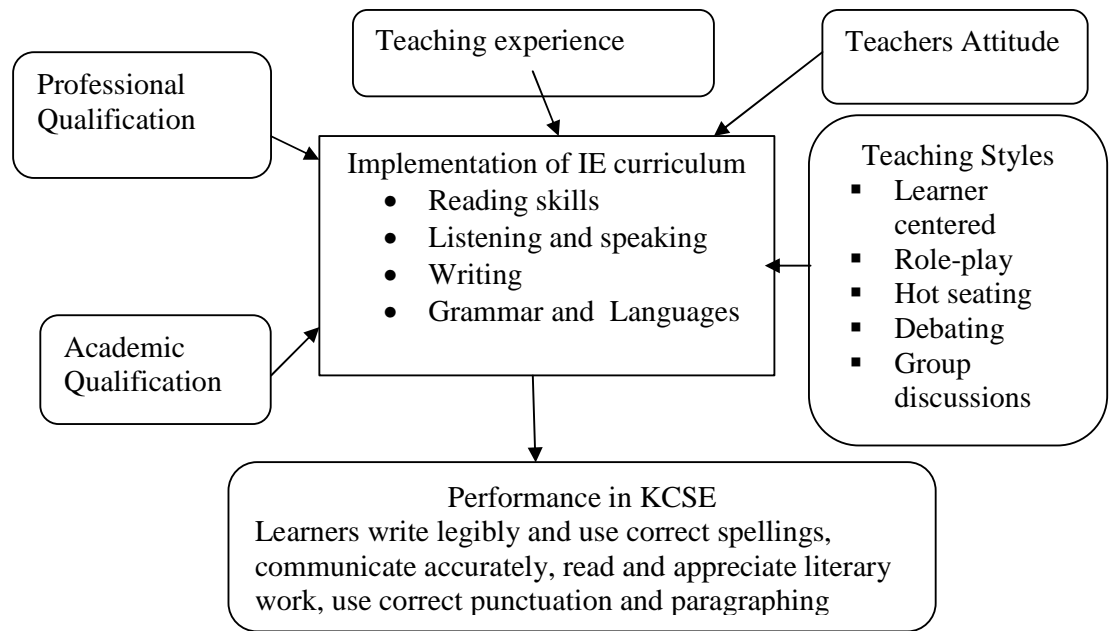 Teaching experience
Teachers Attitude
Professional
Qualification
Implementation of IE curriculum
• Reading skills
• Listening and speaking
• Writing
• Grammar and Languages
Teaching Styles
▪ Learner
centered
▪ Role-play
▪ Hot seating
▪ Debating
▪ Group
discussions
Academic
Qualification
Performance in KCSE
Learners write legibly and use correct spellings,
communicate accurately, read and appreciate literary
work, use correct punctuation and paragraphing